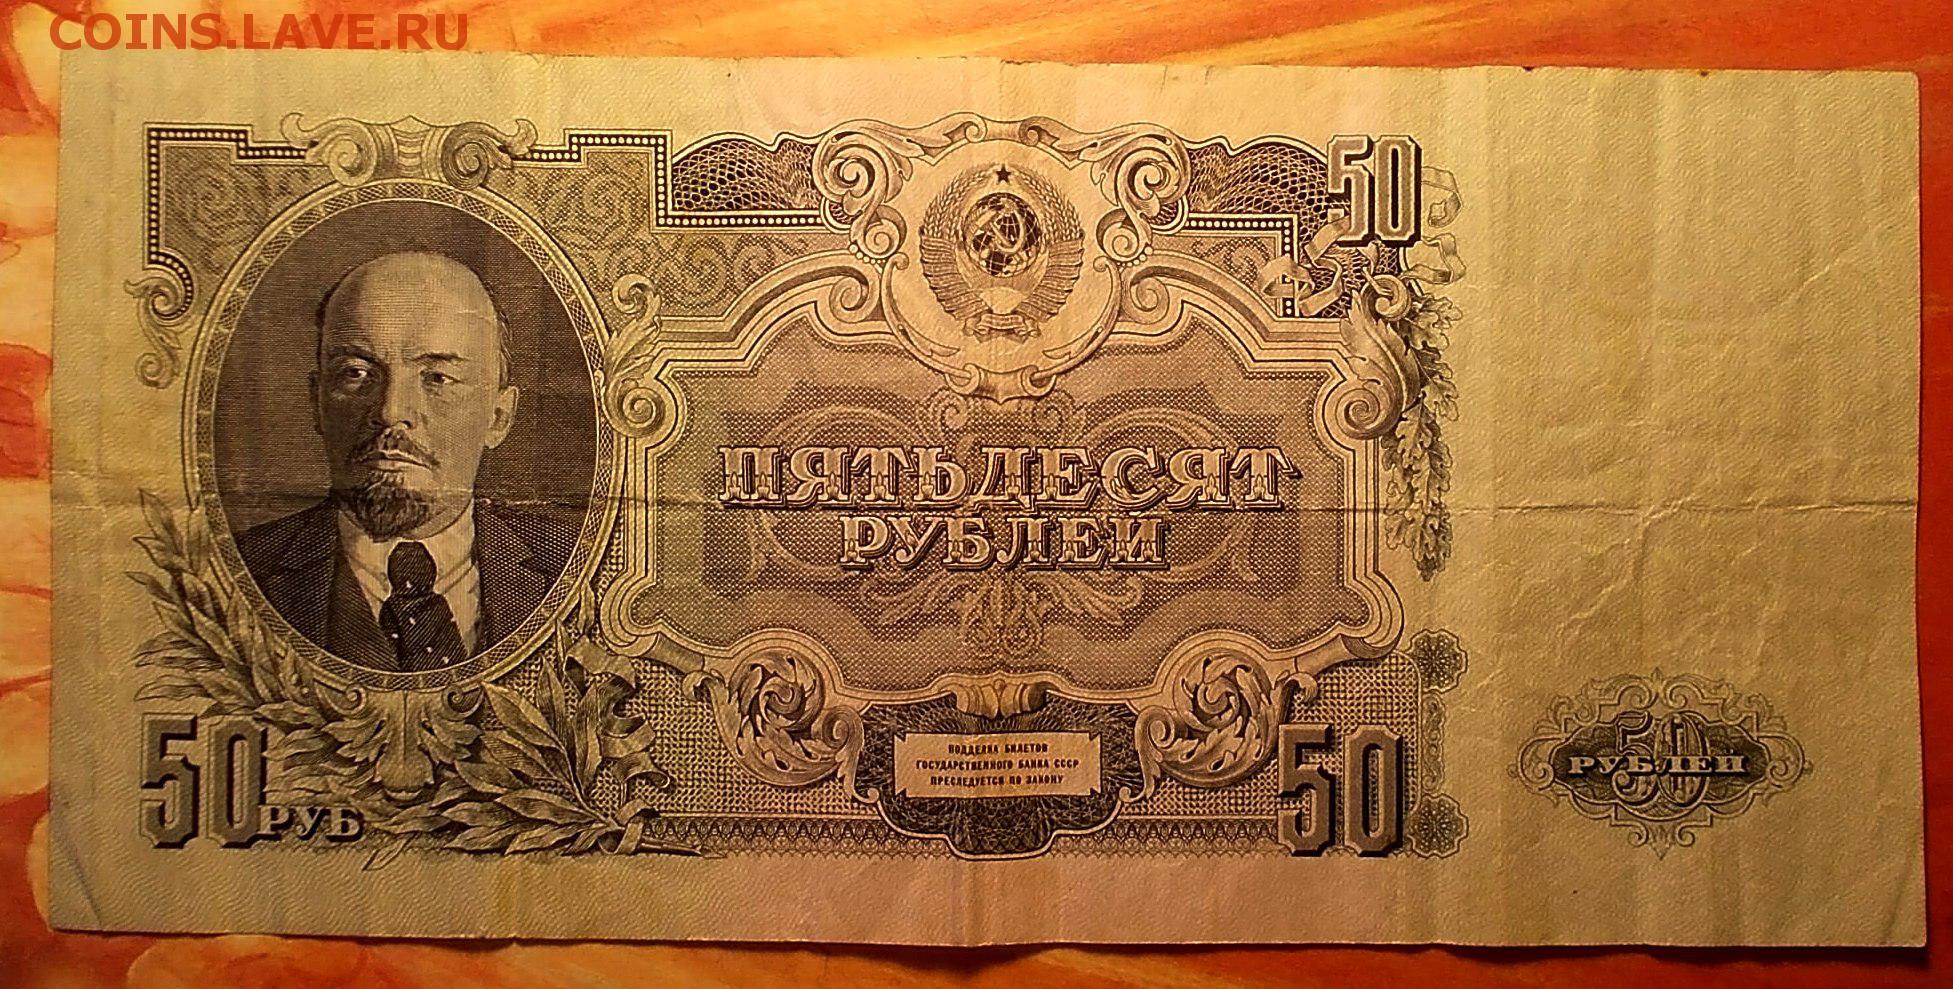 COINS.LAVE.RU
50
ПЯТЬДЕСЯТ
РУБЛЕЙ
50 РУБ
ПОДДЕЛКА БИЛЕТОВ
ГОСУДАРСТВЕННОГО БАНКА СССР
ПРЕСЛЕДУЕТСЯ ПО ЗАКОНУ
50
50
РУБЛЕЙ